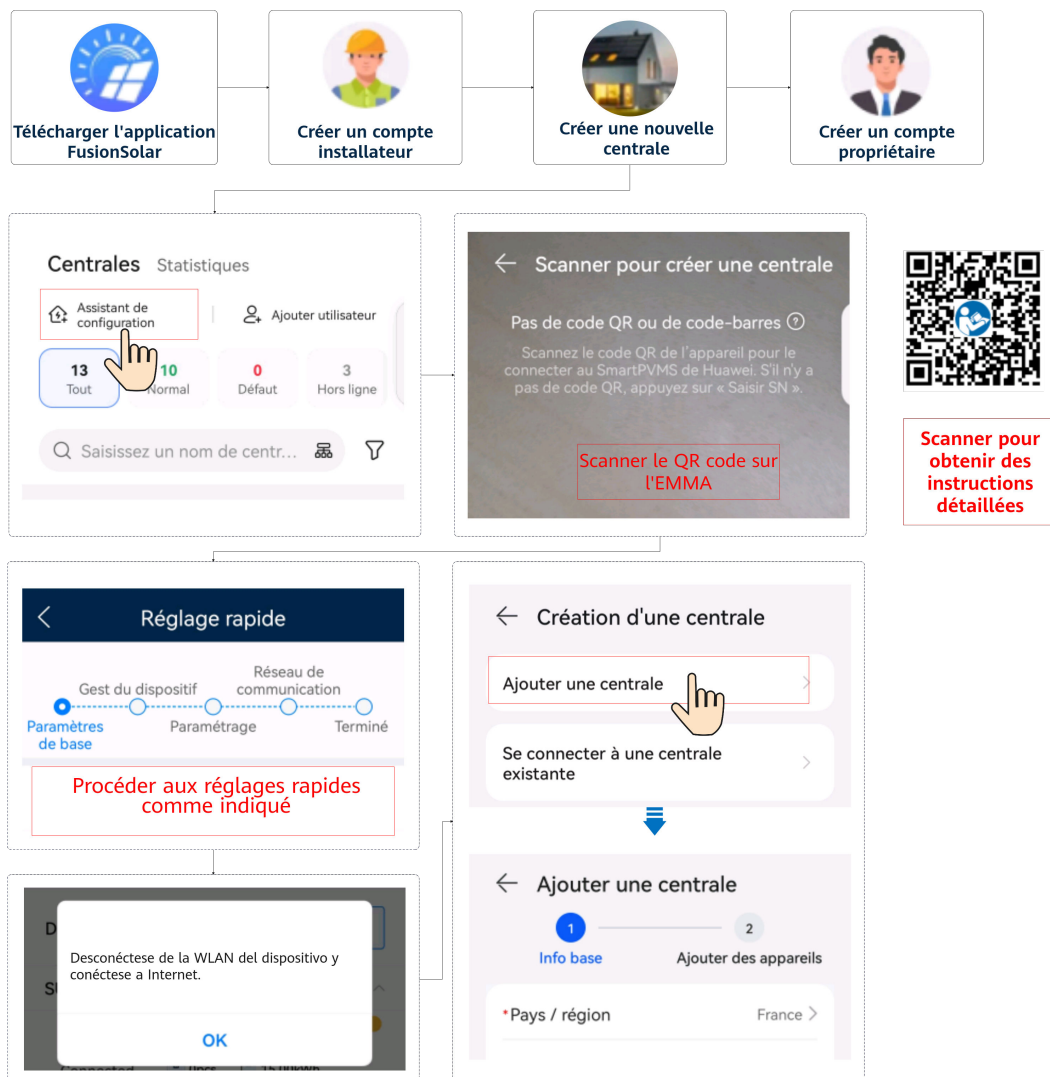 Télécharger l'application
FusionSolar
Créer un compte
installateur
Créer une nouvelle
centrale
Créer un compte
propriétaire
Centrales Statistiques
Assistant de
configuration
Ajouter utilisateur
13
Tout
10
Normal
0
Défaut
3
Hors ligne
Saisissez un nom de centr...
Scanner pour créer une centrale
Pas de code QR ou de code-barres
Scannez le code QR de l'appareil pour le
connecter au SmartPVMS de Huawei. S'il n'y a
pas de code QR, appuyez sur « Saisir SN ».
Scanner le QR code sur
l'EMMA
Scanner pour
obtenir des
instructions
détaillées
Réglage rapide
Réseau de
Gest du dispositif communication
Paramètres Paramétrage Terminé
de base
Procéder aux réglages rapides
comme indiqué
Desconéctese de la WLAN del dispositivo y
conéctese a Internet.
OK
Création d'une centrale
Ajouter une centrale
Se connecter à une centrale
existante
Ajouter une centrale
1
Info base
2
Ajouter des appareils
*Pays / région France